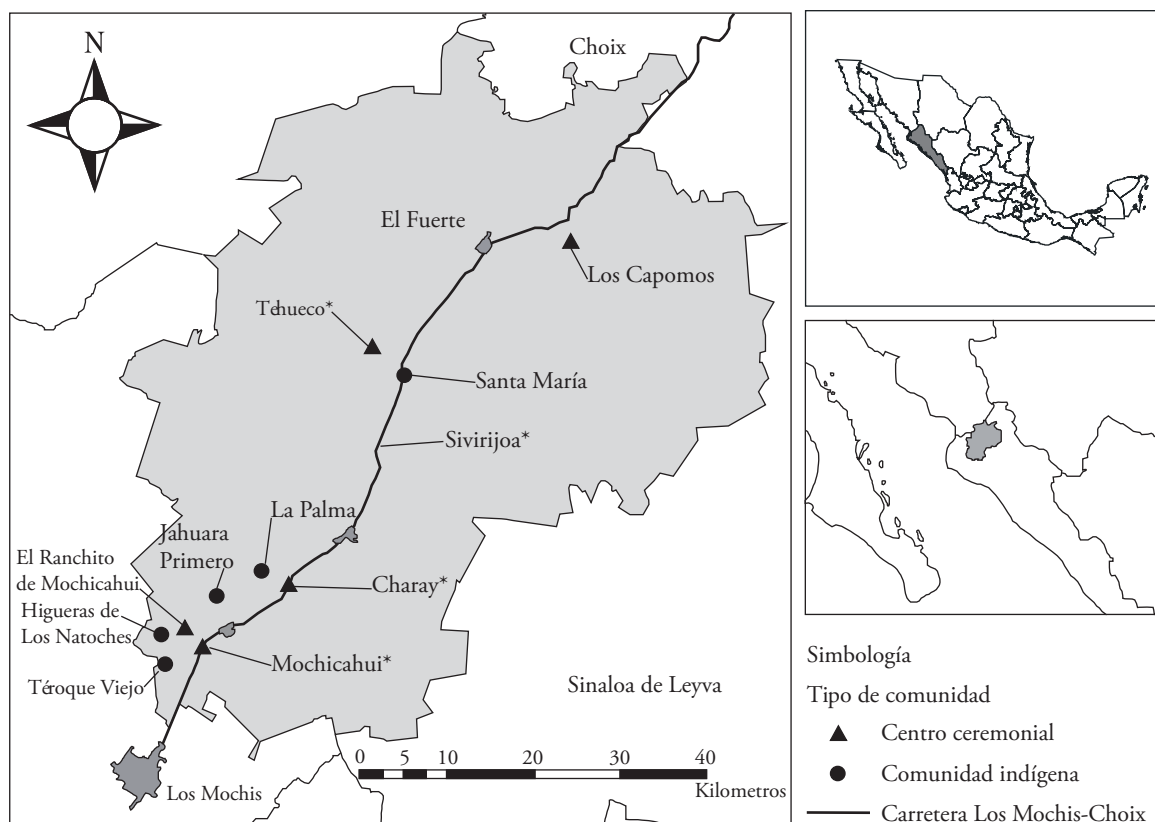 N
Choix
El Fuerte
Los Capomos
Tehueco*
Santa María
Sivirijoa*
La Palma
Jahuara
Primero
El Ranchito
de Mochicahui
Higueras de
Los Natoches
Charay*
Mochicahui*
Téroque Viejo
Sinaloa de Leyva
0 5 10 20 30 40
Kilometros
Los Mochis
Simbología
Tipo de comunidad
Centro ceremonial
Comunidad indígena
Carretera Los Mochis-Choix